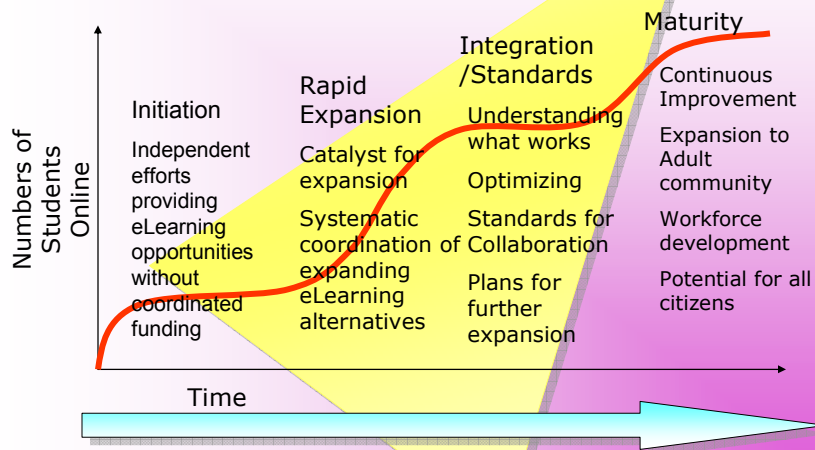 Numbers of
Students
Online
Initiation
Independent
efforts
providing
eLearning
opportunities
without
coordinated
funding
Rapid
Expansion
Catalyst for
expansion
Systematic
coordination of
expanding
eLearning
alternatives
Integration
/Standards
Understanding
what works
Optimizing
Standards for
Collaboration
Plans for
further
expansion
Maturity
Continuous
Improvement
Expansion to
Adult
community
Workforce
development
Potential for all
citizens
Time